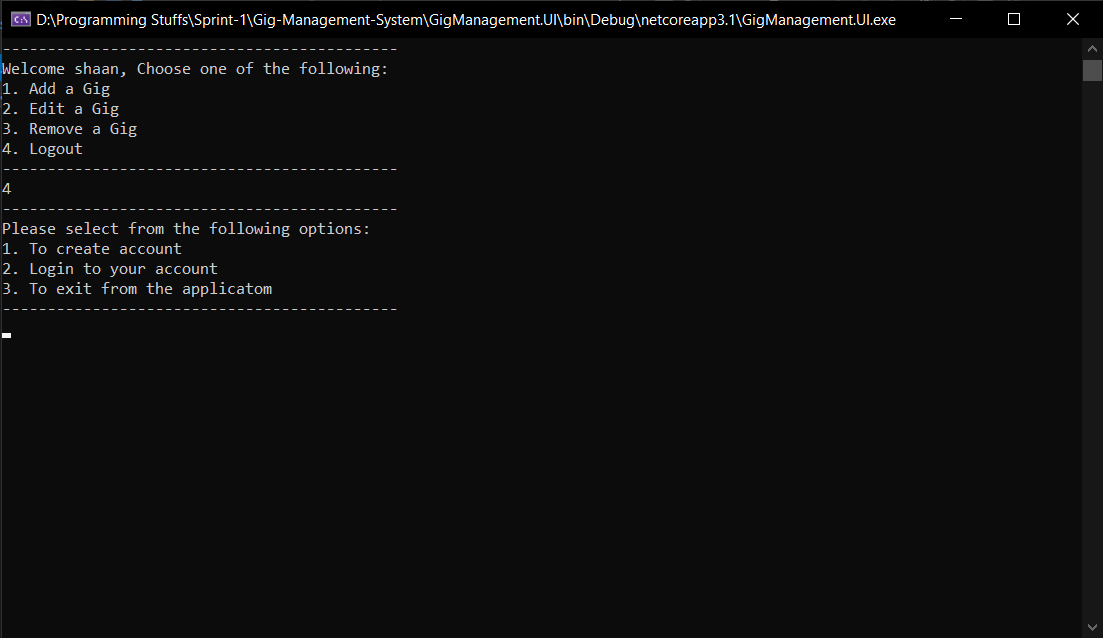 D:\Programming Stuffs\Sprint-1\Gig-Management-System\GigManagement.UI\bin\Debug\netcoreapp3.1\GigManagement.UI.exe
--------------------------------------------
Welcome shaan, Choose one of the following:
1. Add a Gig
2. Edit a Gig
3. Remove a Gig
4. Logout
--------------------------------------------
4
--------------------------------------------
Please select from the following options:
1. To create account
2. Login to your account
3. To exit from the applicatom
--------------------------------------------